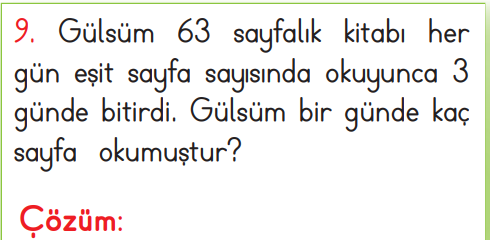 9. Gülsüm 63 sayfalık kitabı her
gün eşit sayfa sayısında okuyunca 3
günde bitirdi. Gülsüm bir günde kaç
sayfa okumuştur?
Çözüm: